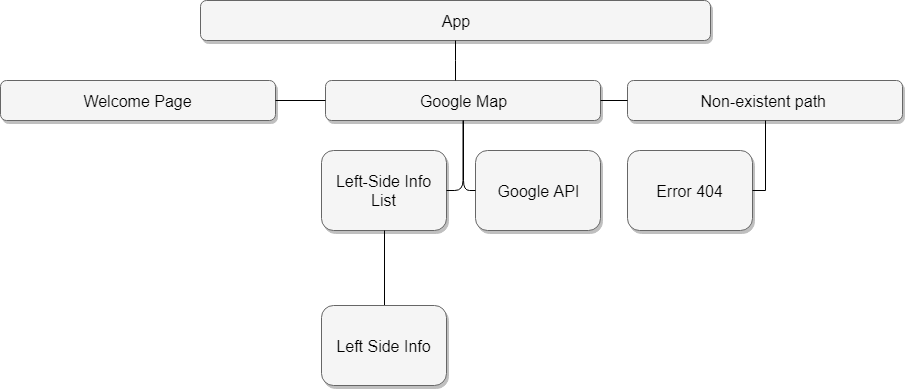 App
Welcome Page
Google Map
Non-existent path
Left-Side Info
List
Google API
Error 404
Left Side Info